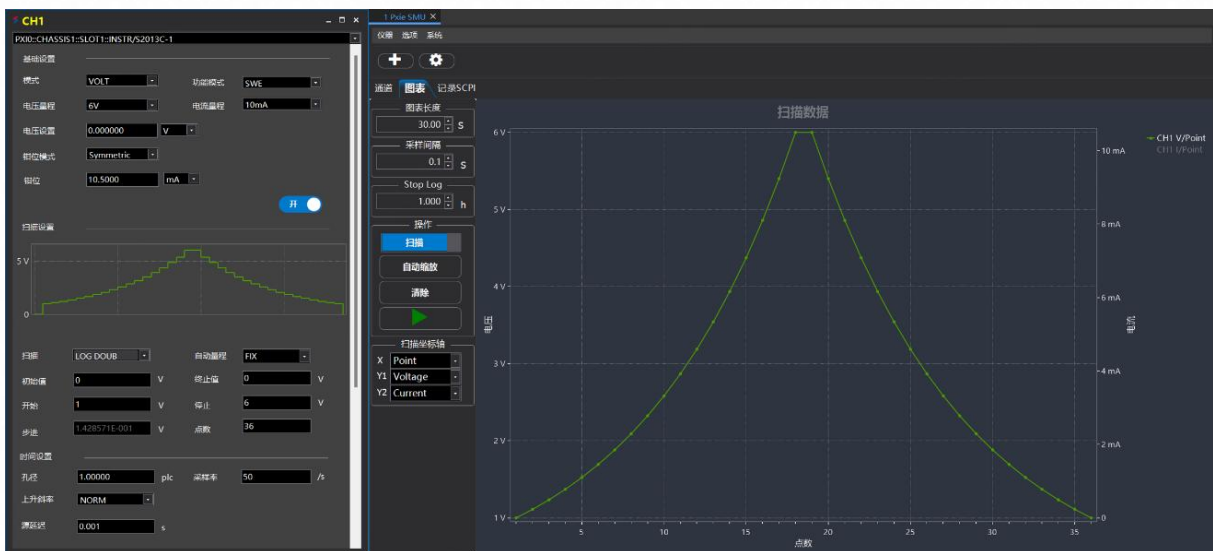 CH1
PXI0::CHASSIS1::SLOT1::INSTR/S2013C-1
基础设置
模式 VOLT 功能模式 SWE
电压量程 6V 电流量程 10mA
电压设置 0.000000 V
钳位模式 Symmetric
钳位 10.5000 mA
开
扫描设置
5 V
0
扫描 LOG DOUB 自动量程 FIX
初始值 0 V 终止值 0 V
开始 1 V 停止 6 V
步进 1.428571E-001 V 点数 36
时间设置
孔径 1.00000 plc 采样率 50 /s
上升斜率 NORM
源延迟 0.001 s
1 Pxie SMU ×
仪器 选项 系统
通道 图表 记录SCPI
图表长度
30.00 S
采样间隔
0.1 S
Stop Log
1.000 h
操作
扫描
自动缩放
清除
扫描坐标轴
X Point
Y1 Voltage
Y2 Current
扫描数据
6 V
5 V
4 V
3 V
2 V
1 V
电压
5 10 15 20 25 30 35
点数
10 mA
8 mA
6 mA
4 mA
2 mA
0
电流
CH1 V/Point
CH1 I/Point